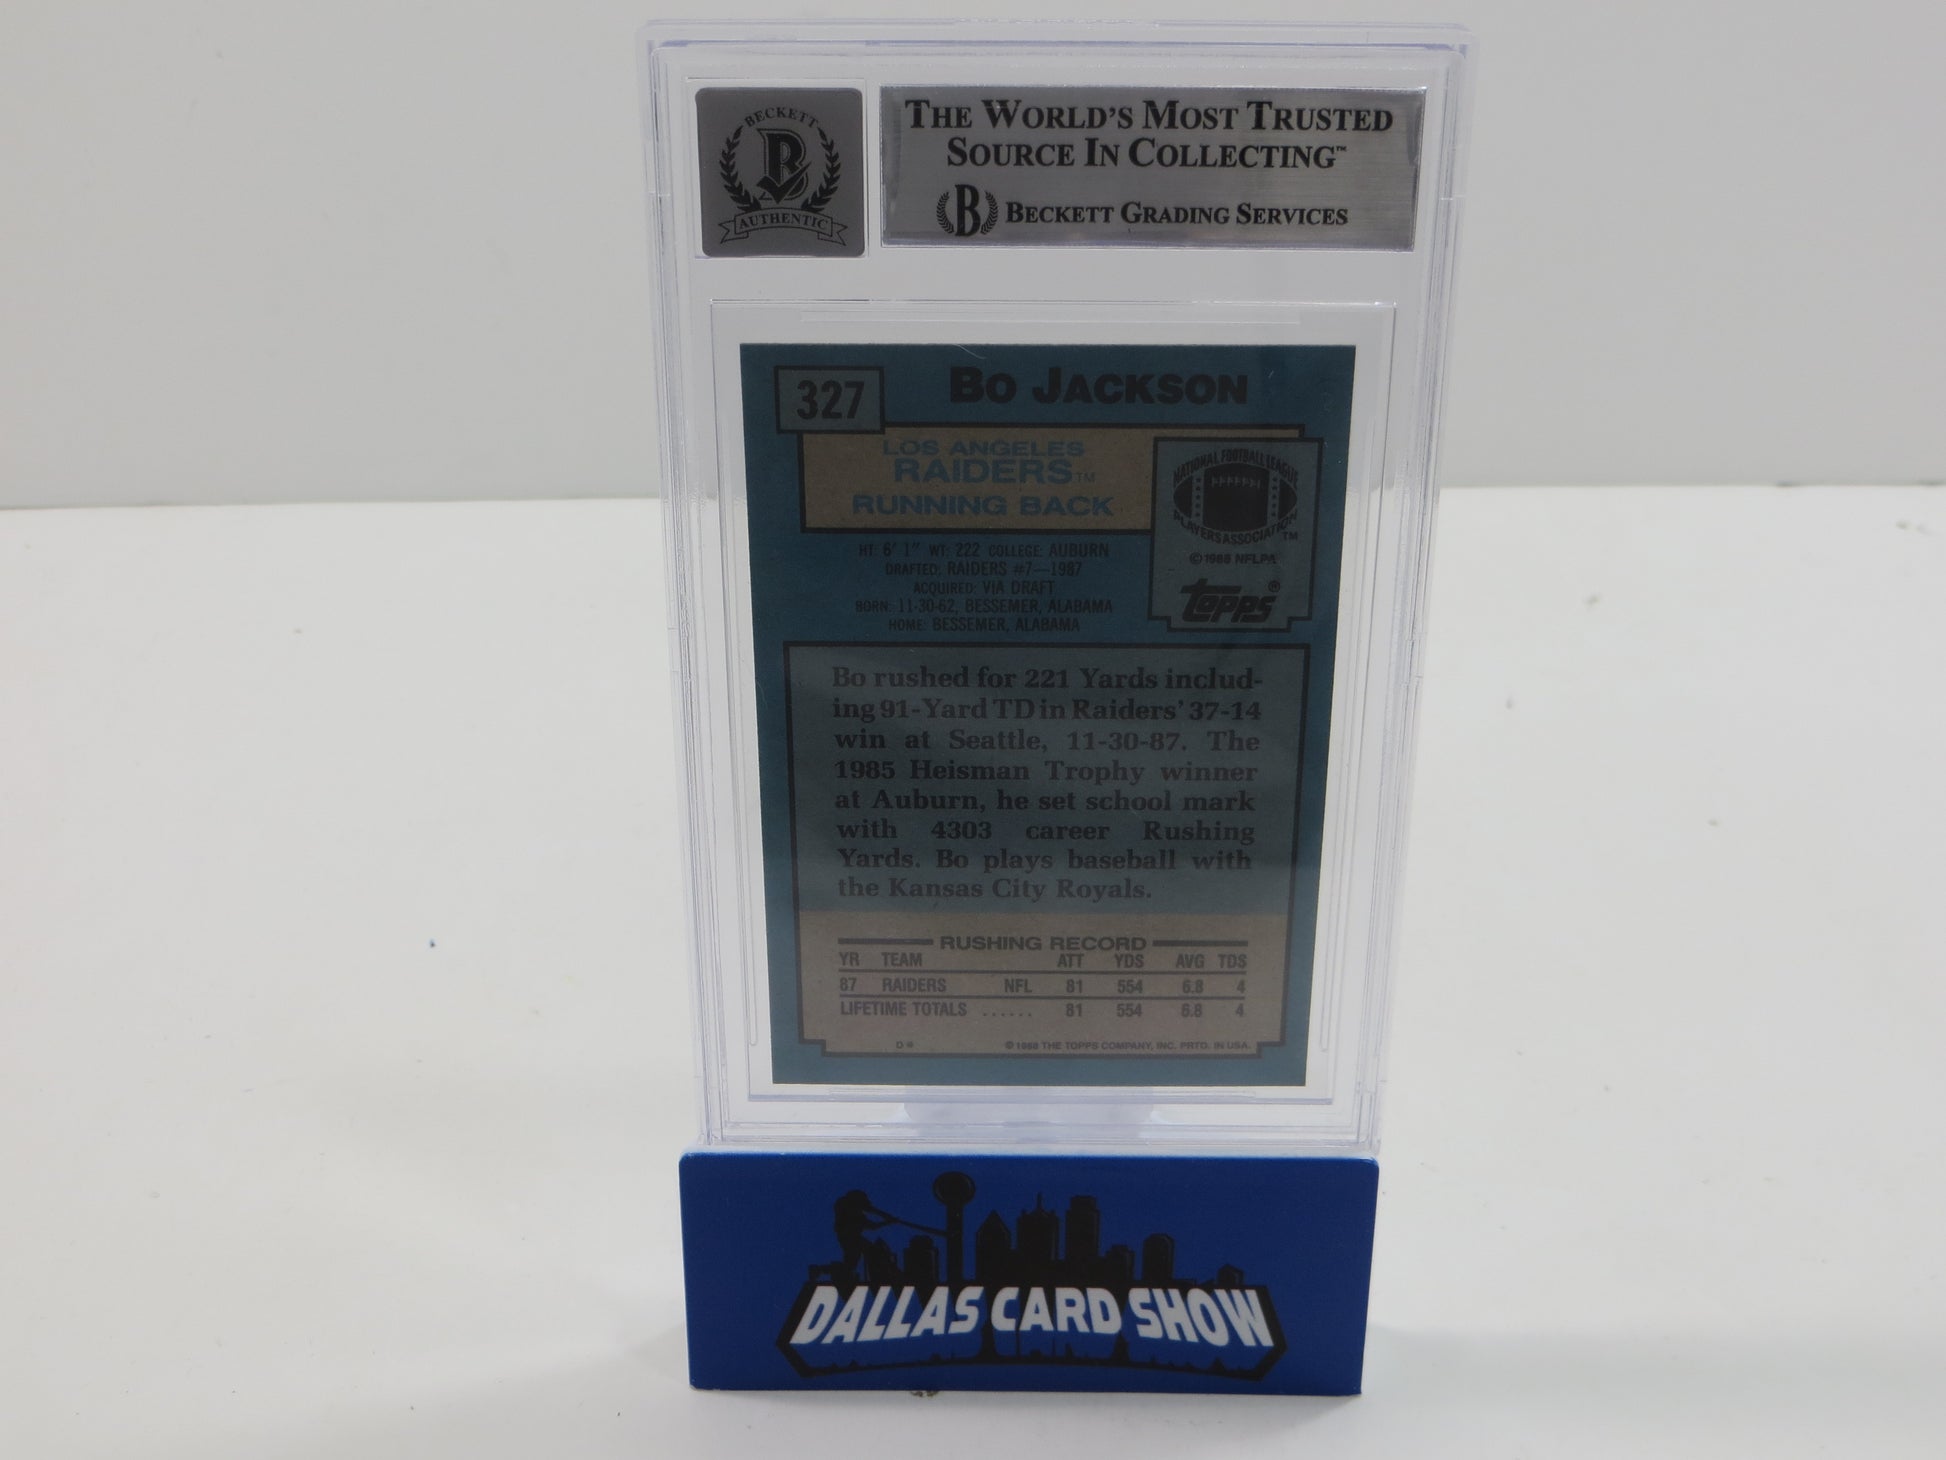 BECKETT
B
AUTHENTIC
THE WORLD'S MOST TRUSTED
SOURCE IN COLLECTING™
B BECKETT GRADING SERVICES
327
BO JACKSON
LOS ANGELES
RAIDERS™
RUNNING BACK
NATIONAL FOOTBALL LEAGUE
PLAYERS ASSOCIATION™
©1988 NFLPA
topps®
HT: 6' 1" WT: 222 COLLEGE: AUBURN
DRAFTED: RAIDERS #7—1987
ACQUIRED: VIA DRAFT
BORN: 11-30-62, BESSEMER, ALABAMA
HOME: BESSEMER, ALABAMA
Bo rushed for 221 Yards includ-
ing 91-Yard TD in Raiders' 37-14
win at Seattle, 11-30-87. The
1985 Heisman Trophy winner
at Auburn, he set school mark
with 4303 career Rushing
Yards. Bo plays baseball with
the Kansas City Royals.
RUSHING RECORD
YR TEAM ATT YDS AVG TDS
87 RAIDERS NFL 81 554 6.8 4
LIFETIME TOTALS ...... 81 554 6.8 4
D* ©1988 THE TOPPS COMPANY, INC. PRTD. IN USA.
DALLAS CARD SHOW